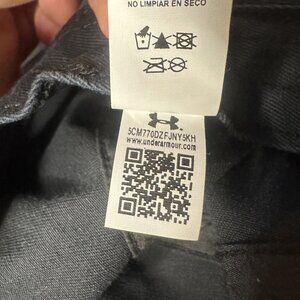 NO LIMPIAR EN SECO
5CM770DZFJNY5KH
www.underarmour.com